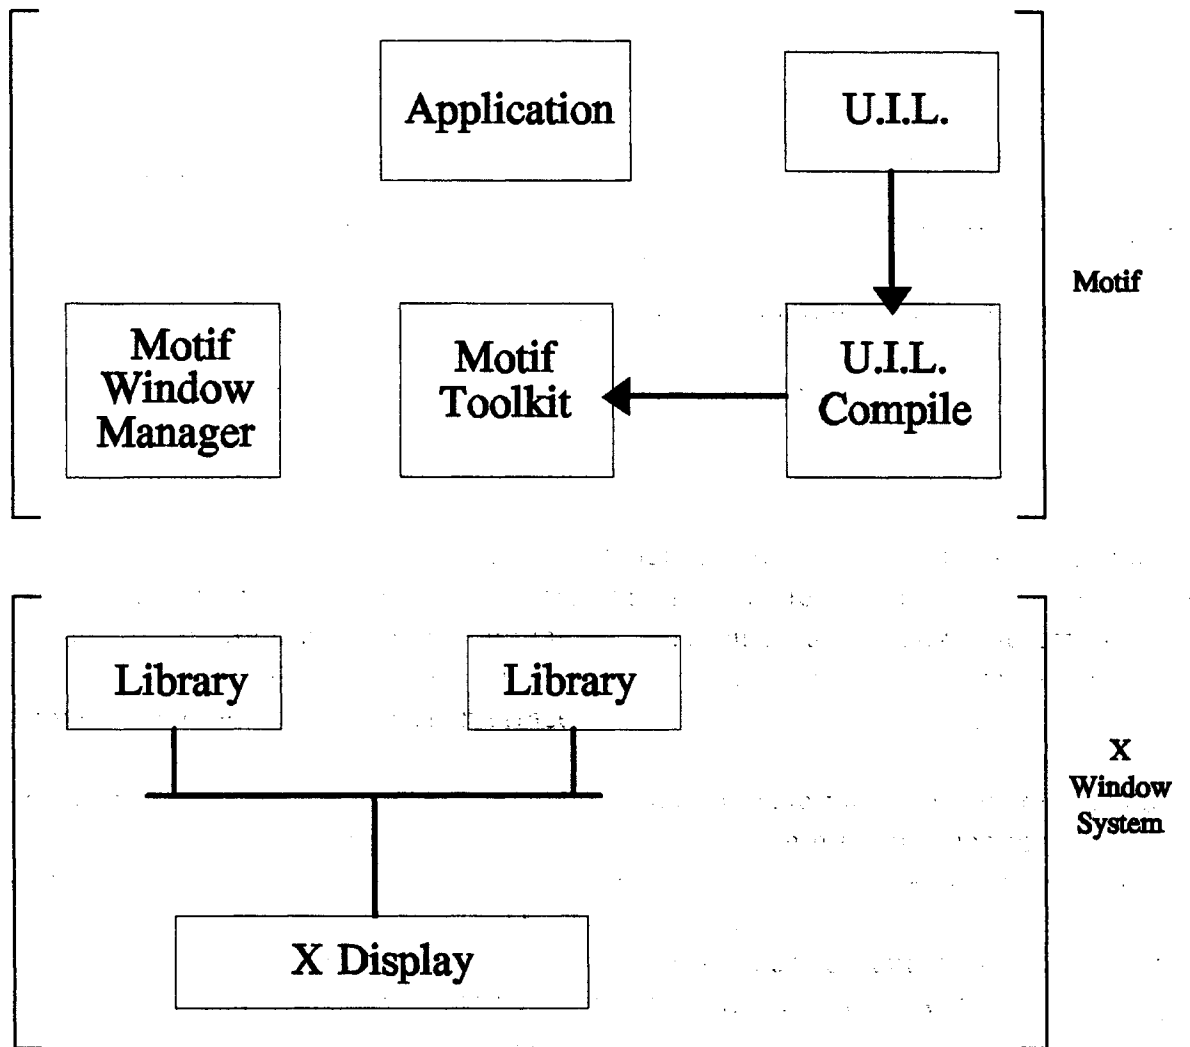 Application
U.I.L.
Motif
Motif
Window
Manager
Motif
Toolkit
U.I.L.
Compile
Library
Library
X
Window
System
X Display